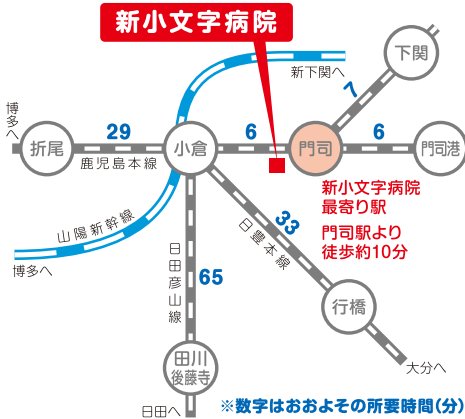 新小文字病院
下関
新下関へ
7
博多へ
29
6
6
折尾
小倉
門司
門司港
鹿児島本線
新小文字病院
最寄り駅
門司駅より
徒歩約10分
山陽新幹線
33
日豊本線
博多へ
日田彦山線
65
行橋
田川
後藤寺
大分へ
日田へ
※数字はおおよその所要時間(分)